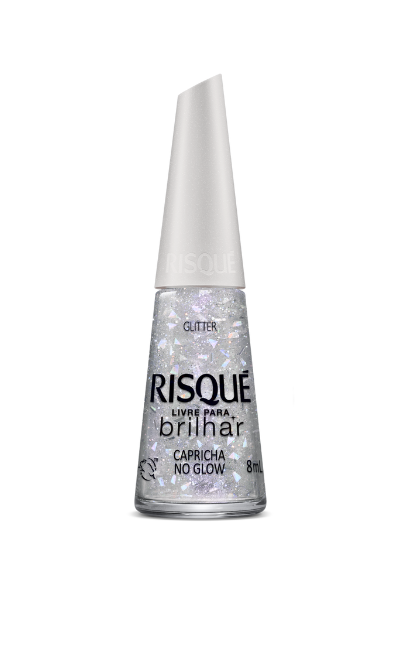 RISQUÉ
GLITTER
RISQUÉ
LIVRE PARA
brilhar
CAPRICHA
NO GLOW
8mL